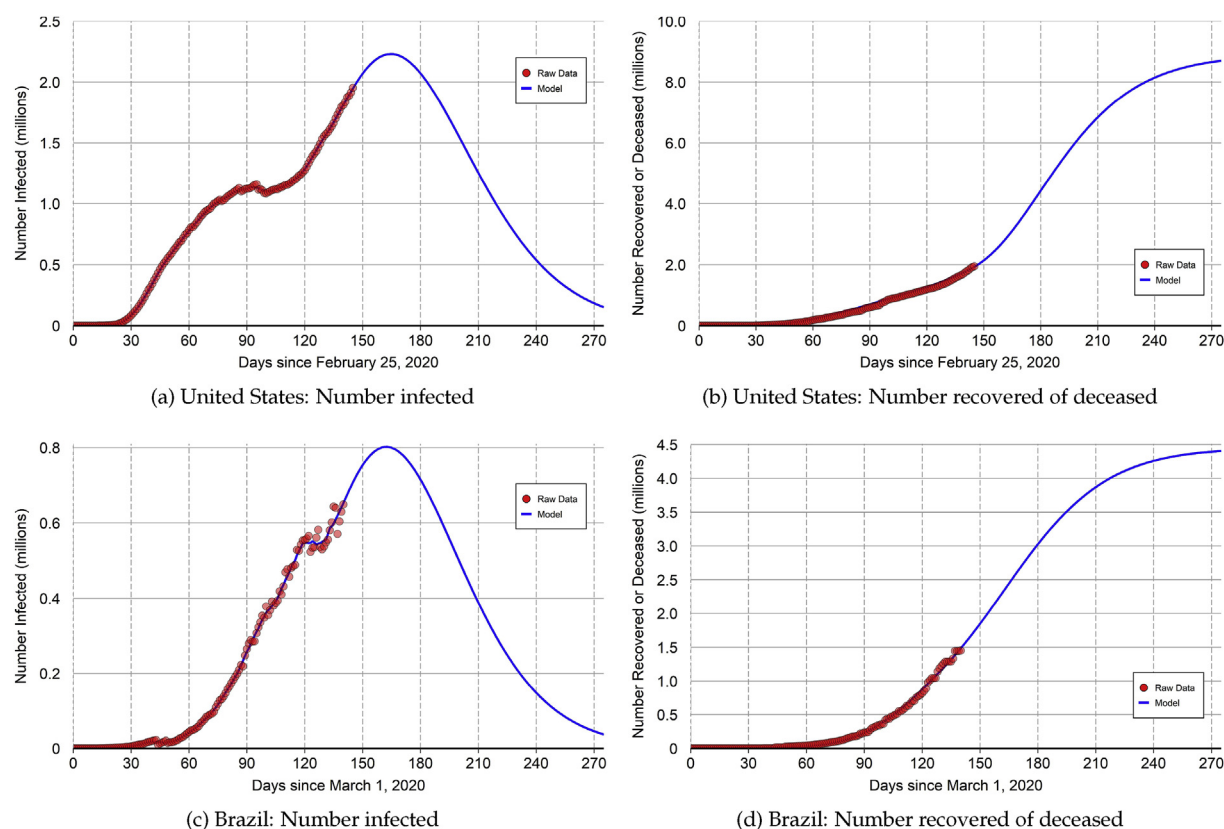 2.5
2.0
1.5
1.0
0.5
0
Number Infected (millions)
Raw Data
Model
0 30 60 90 120 150 180 210 240 270
Days since February 25, 2020
(a) United States: Number infected
10.0
8.0
6.0
4.0
2.0
0
Number Recovered or Deceased (millions)
Raw Data
Model
0 30 60 90 120 150 180 210 240 270
Days since February 25, 2020
(b) United States: Number recovered of deceased
0.8
0.6
0.4
0.2
0
Number Infected (millions)
Raw Data
Model
0 30 60 90 120 150 180 210 240 270
Days since March 1, 2020
(c) Brazil: Number infected
4.5
4.0
3.5
3.0
2.5
2.0
1.5
1.0
0.5
0
Number Recovered or Deceased (millions)
Raw Data
Model
0 30 60 90 120 150 180 210 240 270
Days since March 1, 2020
(d) Brazil: Number recovered of deceased